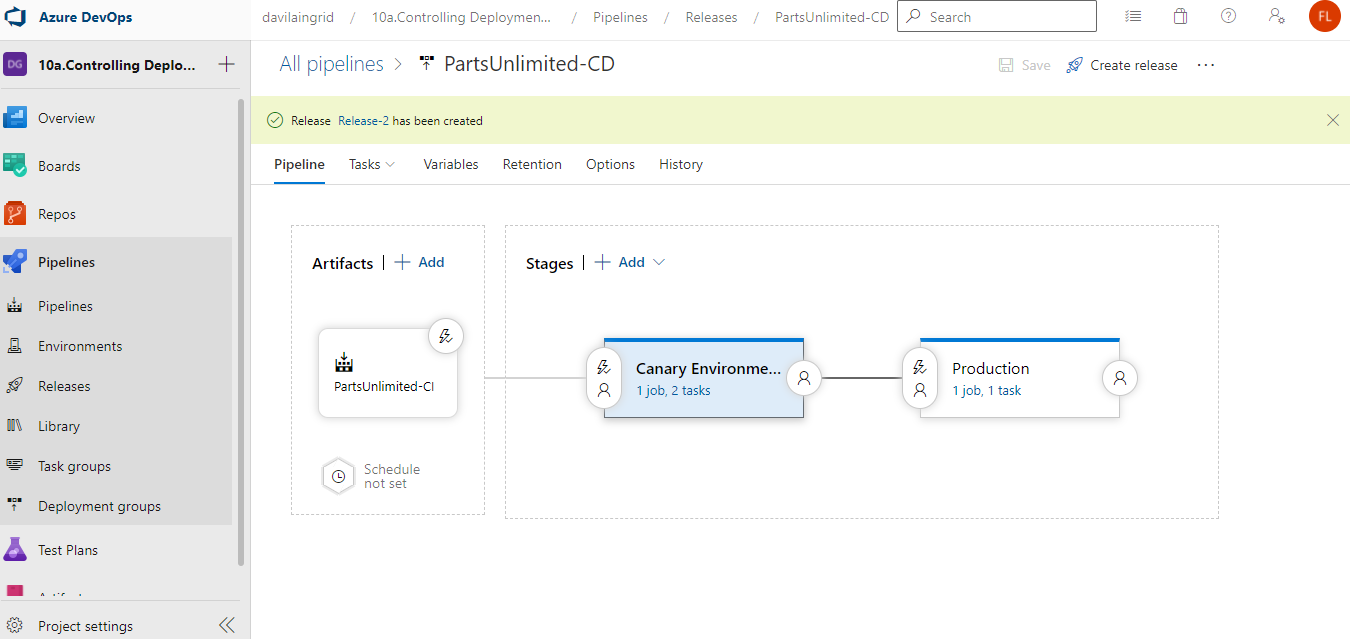 Azure DevOps
davilaingrid / 10a.Controlling Deploymen... / Pipelines / Releases / PartsUnlimited-CD
Search
FL
DG 10a.Controlling Deplo...
Overview
Boards
Repos
Pipelines
Pipelines
Environments
Releases
Library
Task groups
Deployment groups
Test Plans
Project settings
All pipelines > PartsUnlimited-CD
Save
Create release
Release Release-2 has been created
Pipeline Tasks Variables Retention Options History
Artifacts | + Add
PartsUnlimited-CI
Schedule
not set
Stages | + Add
Canary Environme...
1 job, 2 tasks
Production
1 job, 1 task